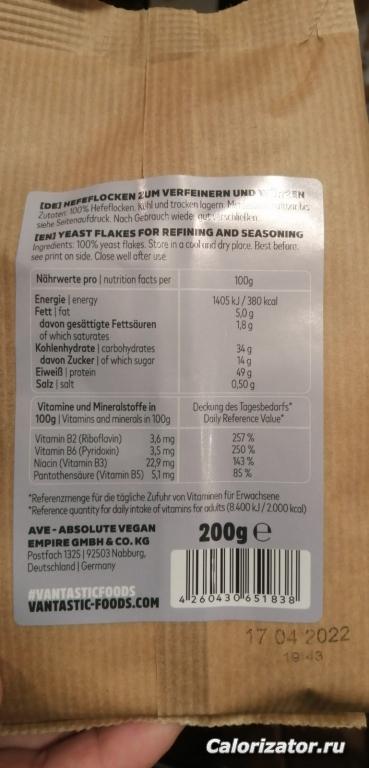 [DE] HEFEFLOCKEN ZUM VERFEINERN UND WÜRZEN
Zutaten: 100% Hefeflocken. Kühl und trocken lagern.
siehe Seitenaufdruck. Nach Gebrauch wieder gut verschließen.
[EN] YEAST FLAKES FOR REFINING AND SEASONING
Ingredients: 100% yeast flakes. Store in a cool and dry place. Best before:
see print on side. Close well after use.
Nährwerte pro | nutrition facts per 100g
Energie | energy 1405 kJ / 380 kcal
Fett | fat 5,0 g
davon gesättigte Fettsäuren 1,8 g
of which saturates
Kohlenhydrate | carbohydrates 34 g
davon Zucker | of which sugar 14 g
Eiweiß | protein 49 g
Salz | salt 0,50 g
Vitamine und Mineralstoffe in Deckung des Tagesbedarfs*
100g | Vitamins and minerals in 100g Daily Reference Value*
Vitamin B2 (Riboflavin) 3,6 mg 257 %
Vitamin B6 (Pyridoxin) 3,5 mg 250 %
Niacin (Vitamin B3) 22,9 mg 143 %
Pantothensäure (Vitamin B5) 5,1 mg 85 %
*Referenzmenge für die tägliche Zufuhr von Vitaminen für Erwachsene
*Reference quantity for daily intake of vitamins for adults (8.400 kJ / 2.000 kcal)
AVE - ABSOLUTE VEGAN
EMPIRE GMBH & CO. KG
Postfach 1325 | 92503 Nabburg,
Deutschland | Germany
200g ℮
#VANTASTICFOODS
VANTASTIC-FOODS.COM
4 260430 651838
17 04 2022
19:43
Calorizator.ru